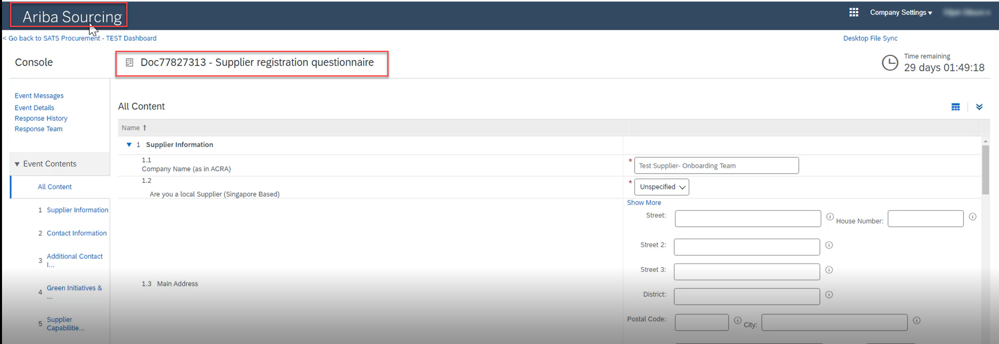 Ariba Sourcing
Company Settings ▾
< Go back to SATS Procurement - TEST Dashboard
Desktop File Sync
Console
Doc77827313 - Supplier registration questionnaire
Time remaining
29 days 01:49:18
Event Messages
Event Details
Response History
Response Team
All Content
Name ↑
▼ 1 Supplier Information
1.1
Company Name (as in ACRA)
* Test Supplier- Onboarding Team
▼ Event Contents
1.2
Are you a local Supplier (Singapore Based)
* Unspecified
All Content
Show More
1 Supplier Information
Street:
House Number:
2 Contact Information
Street 2:
3 Additional Contact
I...
Street 3:
1.3 Main Address
4 Green Initiatives &
...
District:
5 Supplier
Capabilitie...
Postal Code:
City: